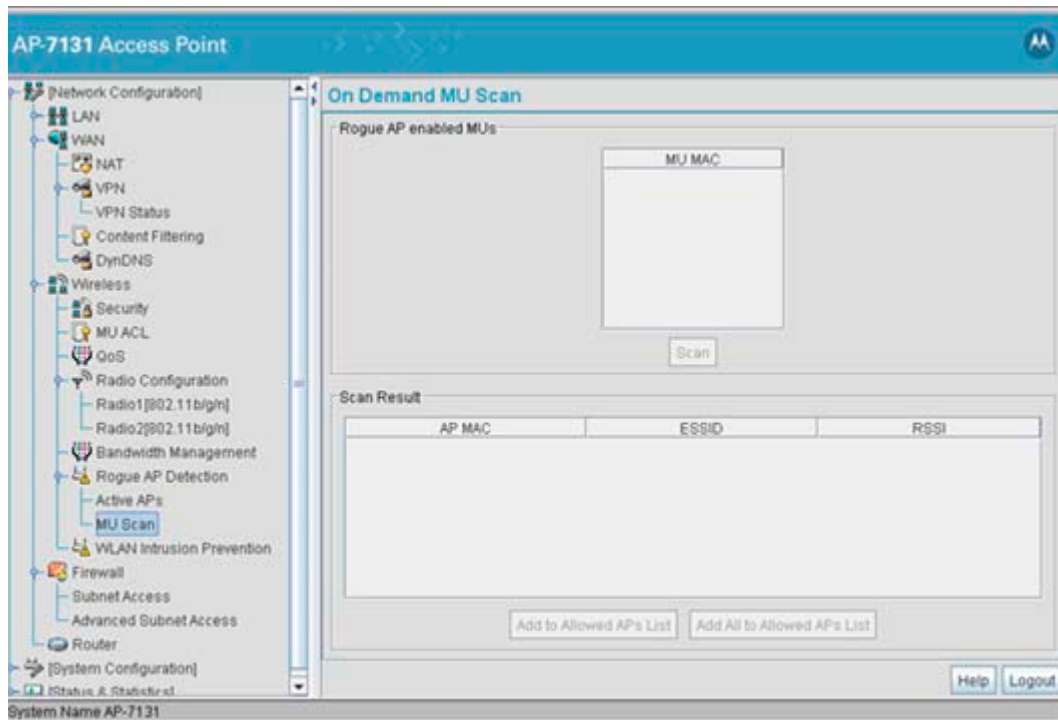 AP-7131 Access Point
[Network Configuration]
LAN
WAN
NAT
VPN
VPN Status
Content Filtering
DynDNS
Wireless
Security
MU ACL
QoS
Radio Configuration
Radio1[802.11b/g/n]
Radio2[802.11b/g/n]
Bandwidth Management
Rogue AP Detection
Active APs
MU Scan
WLAN Intrusion Prevention
Firewall
Subnet Access
Advanced Subnet Access
Router
[System Configuration]
[Status & Statistics]
On Demand MU Scan
Rogue AP enabled MUs
MU MAC
Scan
Scan Result
AP MAC ESSID RSSI
Add to Allowed APs List Add All to Allowed APs List
Help Logout
System Name AP-7131